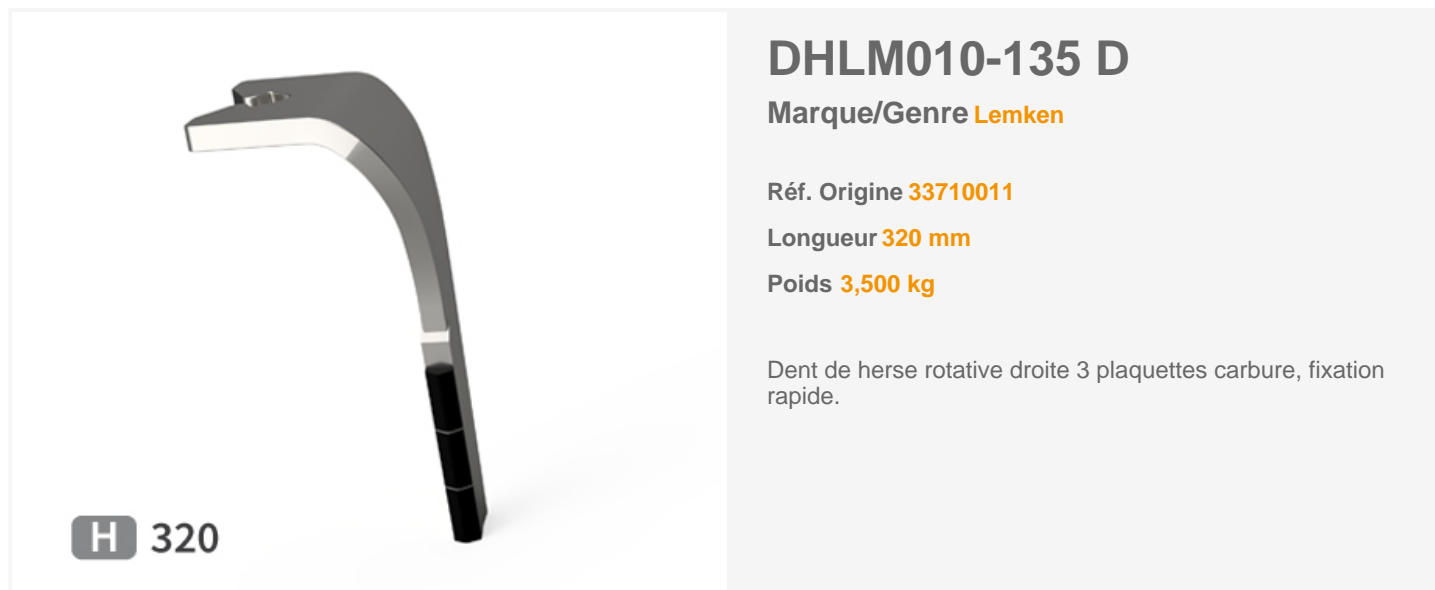 DHLM010-135 D
Marque/Genre Lemken
Réf. Origine 33710011
Longueur 320 mm
Poids 3,500 kg
Dent de herse rotative droite 3 plaquettes carbure, fixation
rapide.
H 320